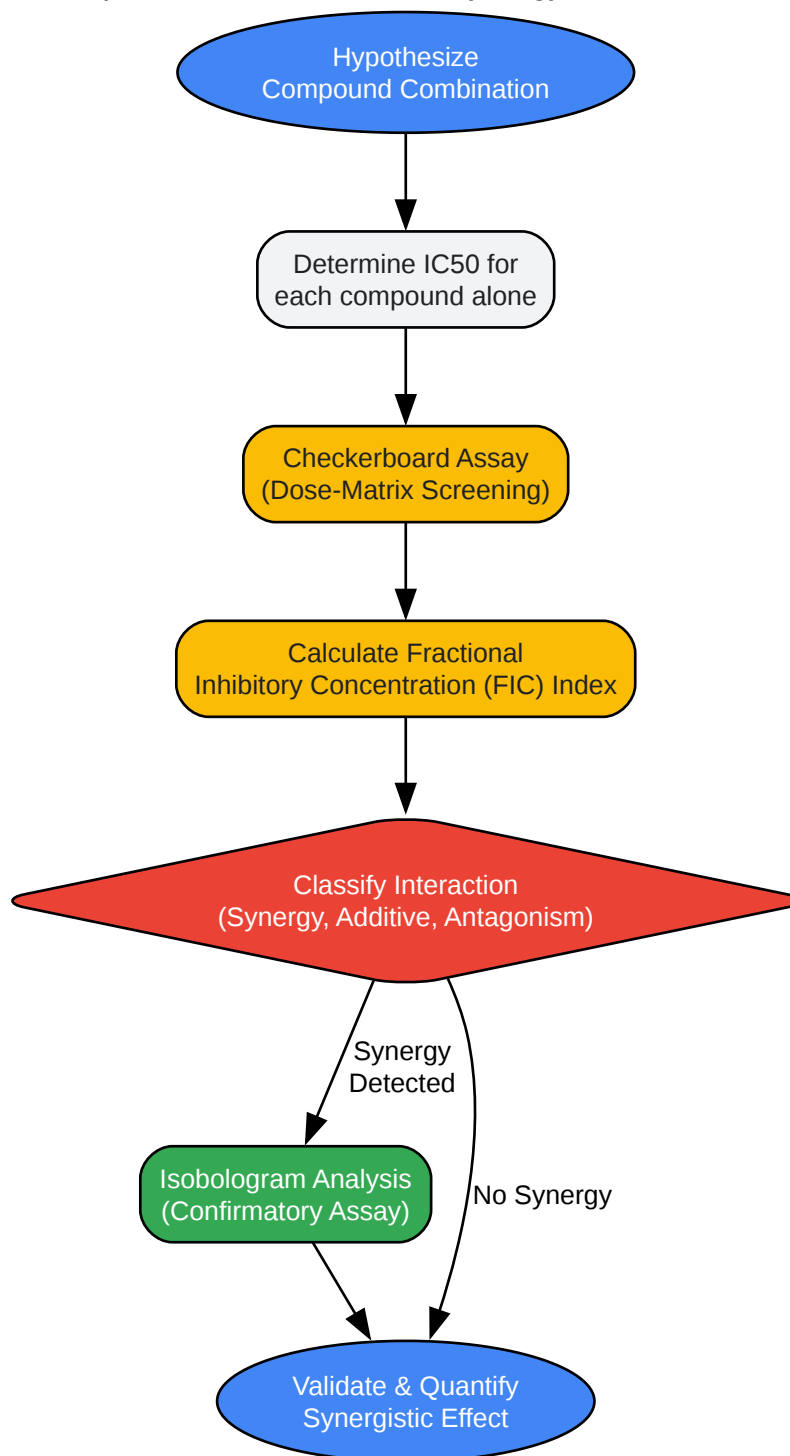 Hypothesize
Compound Combination
Determine IC50 for
each compound alone
Checkerboard Assay
(Dose-Matrix Screening)
Calculate Fractional
Inhibitory Concentration (FIC) Index
Classify Interaction
(Synergy, Additive, Antagonism)
Synergy
Detected
Isobologram Analysis
(Confirmatory Assay)
No Synergy
Validate & Quantify
Synergistic Effect